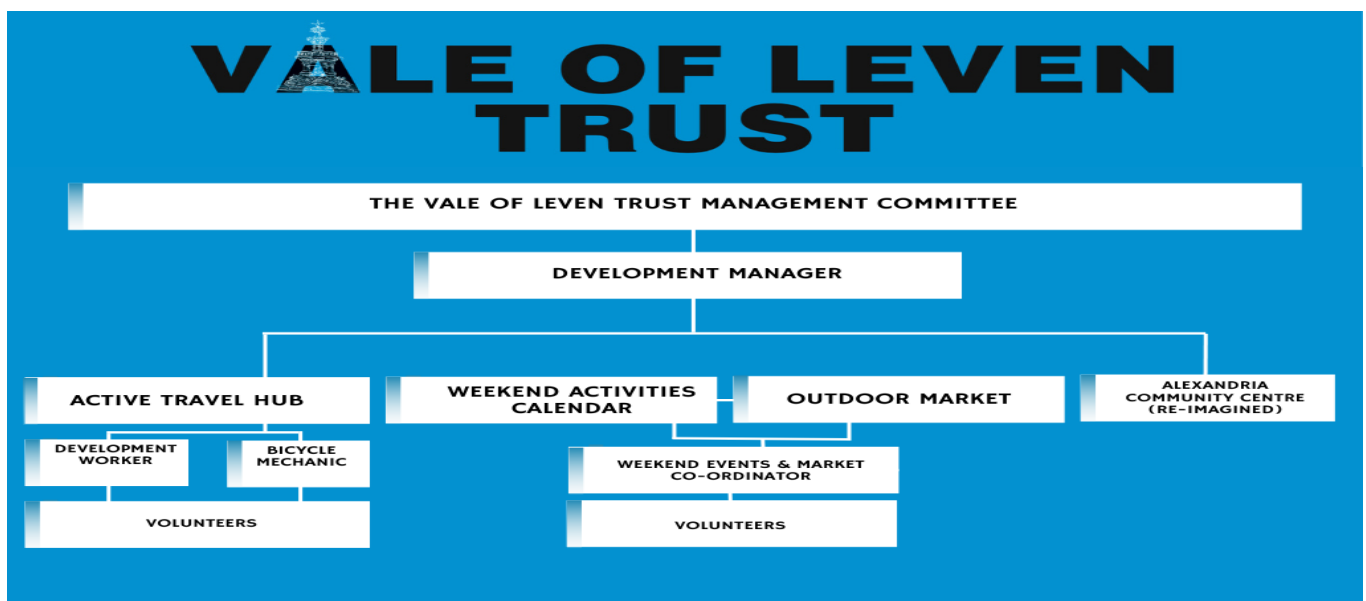 VALE OF LEVEN
TRUST
THE VALE OF LEVEN TRUST MANAGEMENT COMMITTEE
DEVELOPMENT MANAGER
ACTIVE TRAVEL HUB
WEEKEND ACTIVITIES
CALENDAR
OUTDOOR MARKET
ALEXANDRIA
COMMUNITY CENTRE
(RE-IMAGINED)
DEVELOPMENT
WORKER
BICYCLE
MECHANIC
WEEKEND EVENTS & MARKET
CO-ORDINATOR
VOLUNTEERS
VOLUNTEERS